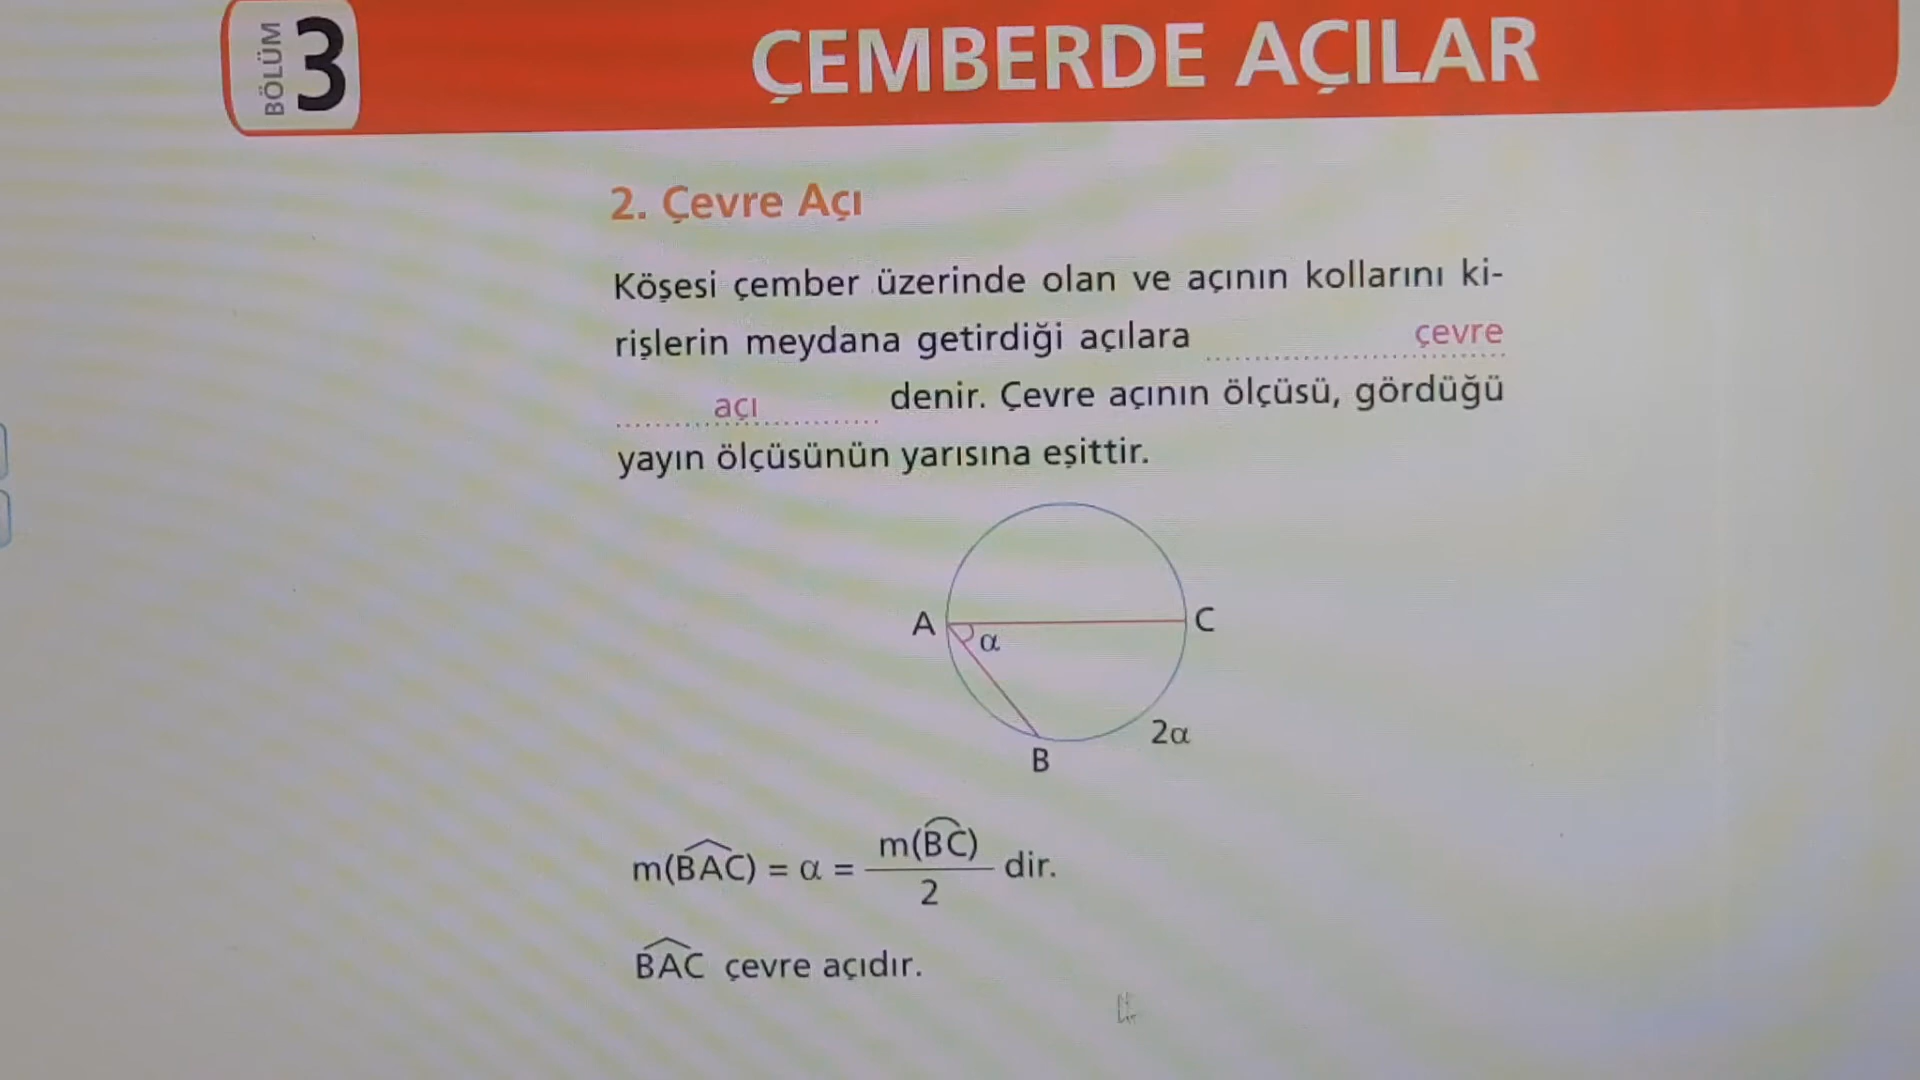 BÖLÜM 3
ÇEMBERDE AÇILAR
2. Çevre Açı
Köşesi çember üzerinde olan ve açının kollarını ki-
rişlerin meydana getirdiği açılara çevre
açı denir. Çevre açının ölçüsü, gördüğü
yayın ölçüsünün yarısına eşittir.
A
C
α
2α
B
m(BAC) = α = m(BC)/2 dir.
BAC çevre açıdır.